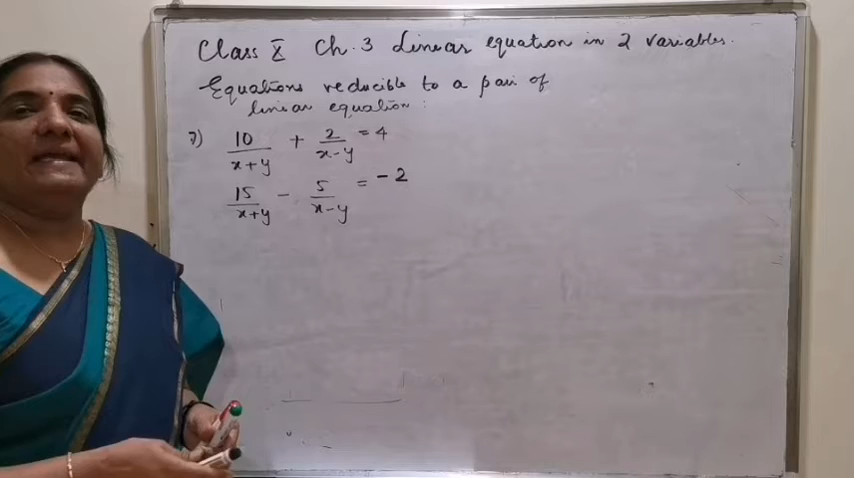 Class X Ch. 3 Linear equation in 2 variables.
Equations reducible to a pair of
linear equation :
7) 10/(x+y) + 2/(x-y) = 4
15/(x+y) - 5/(x-y) = -2